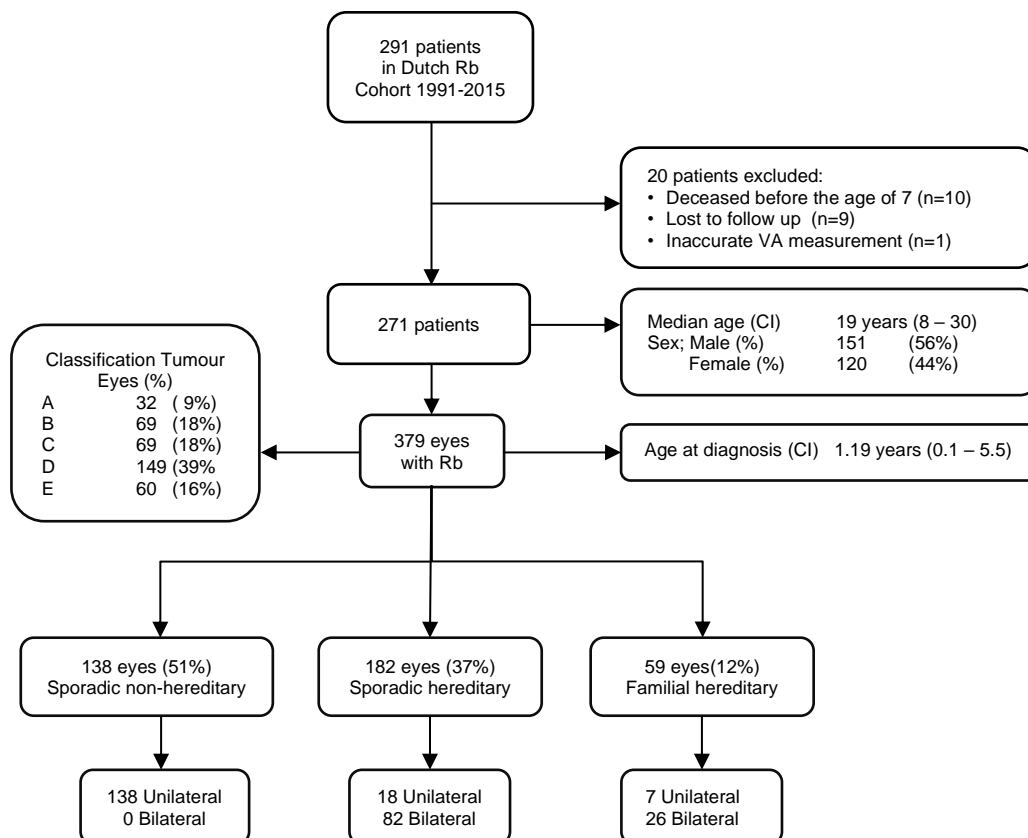 291 patients
in Dutch Rb
Cohort 1991-2015
20 patients excluded:
• Deceased before the age of 7 (n=10)
• Lost to follow up (n=9)
• Inaccurate VA measurement (n=1)
271 patients
Median age (CI) 19 years (8 – 30)
Sex; Male (%) 151 (56%)
Female (%) 120 (44%)
Classification Tumour
Eyes (%)
A 32 ( 9%)
B 69 (18%)
C 69 (18%)
D 149 (39%
E 60 (16%)
379 eyes
with Rb
Age at diagnosis (CI) 1.19 years (0.1 – 5.5)
138 eyes (51%)
Sporadic non-hereditary
182 eyes (37%)
Sporadic hereditary
59 eyes(12%)
Familial hereditary
138 Unilateral
0 Bilateral
18 Unilateral
82 Bilateral
7 Unilateral
26 Bilateral